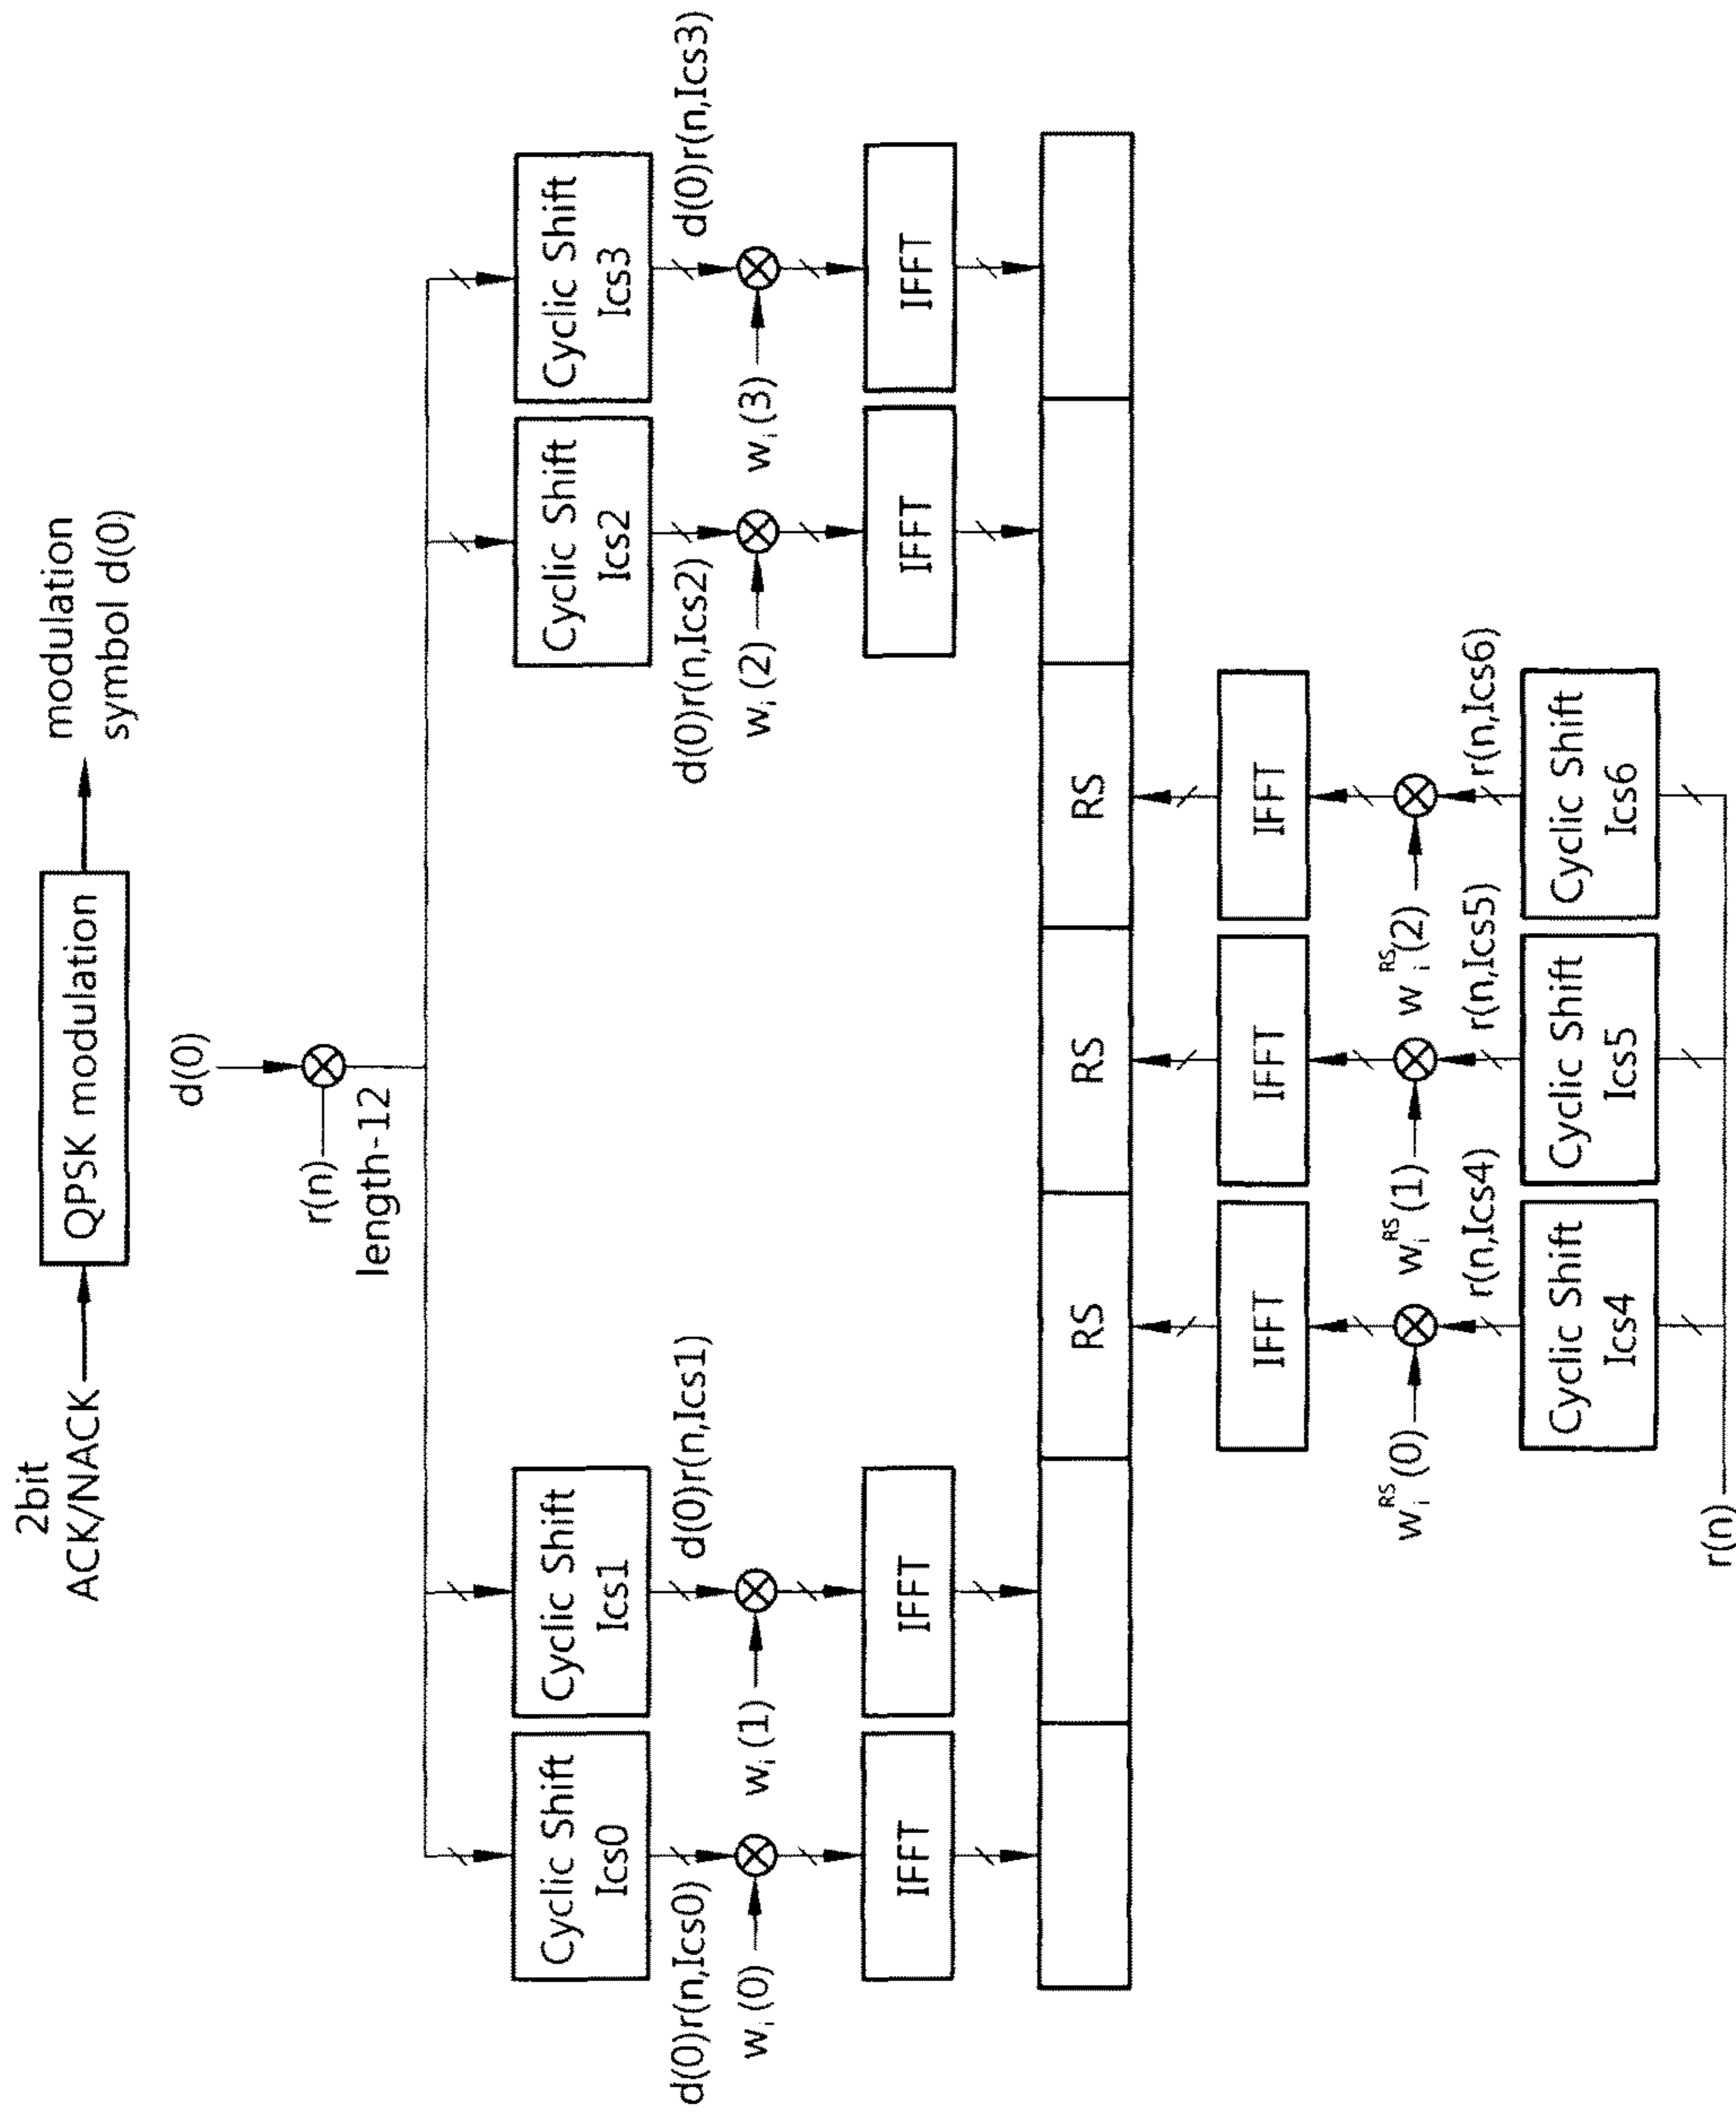 2bit
ACK/NACK
QPSK modulation
modulation
symbol d(0)
d(0)
r(n)
length-12
Cyclic Shift
Ics0
Cyclic Shift
Ics1
Cyclic Shift
Ics2
Cyclic Shift
Ics3
d(0)r(n,Ics0)
d(0)r(n,Ics1)
d(0)r(n,Ics2)
d(0)r(n,Ics3)
w_i(0)
w_i(1)
w_i(2)
w_i(3)
IFFT
IFFT
IFFT
IFFT
RS
RS
RS
IFFT
IFFT
IFFT
w_i^RS(0)
w_i^RS(1)
w_i^RS(2)
r(n,Ics4)
r(n,Ics5)
r(n,Ics6)
Cyclic Shift
Ics4
Cyclic Shift
Ics5
Cyclic Shift
Ics6
r(n)